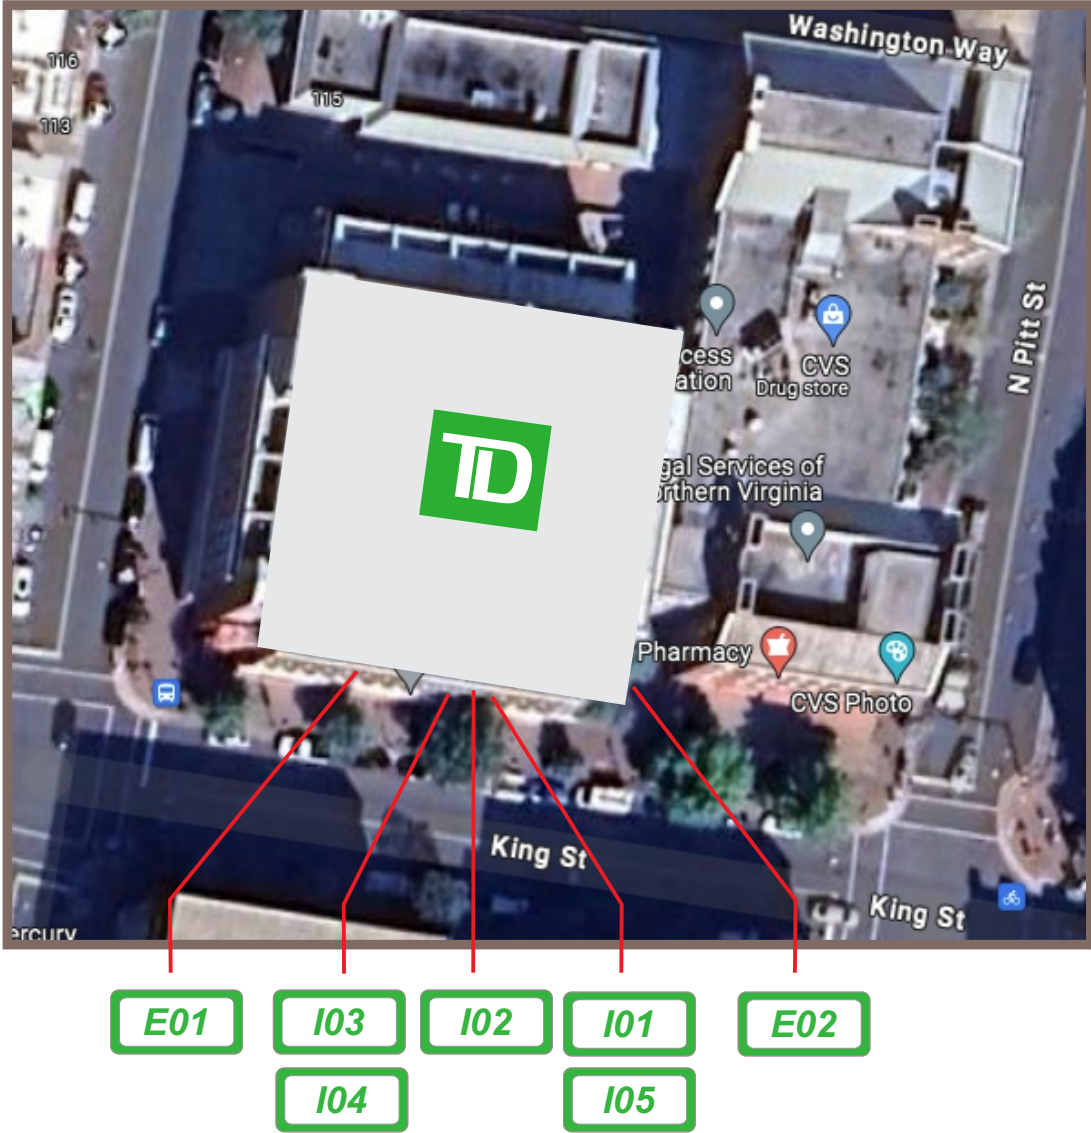 Washington Way
116
115
113
N Pitt St
cess
ation
CVS
Drug store
TD
gal Services of
rthern Virginia
Pharmacy
CVS Photo
King St
King St
ercury
E01
I03
I02
I01
E02
I04
I05